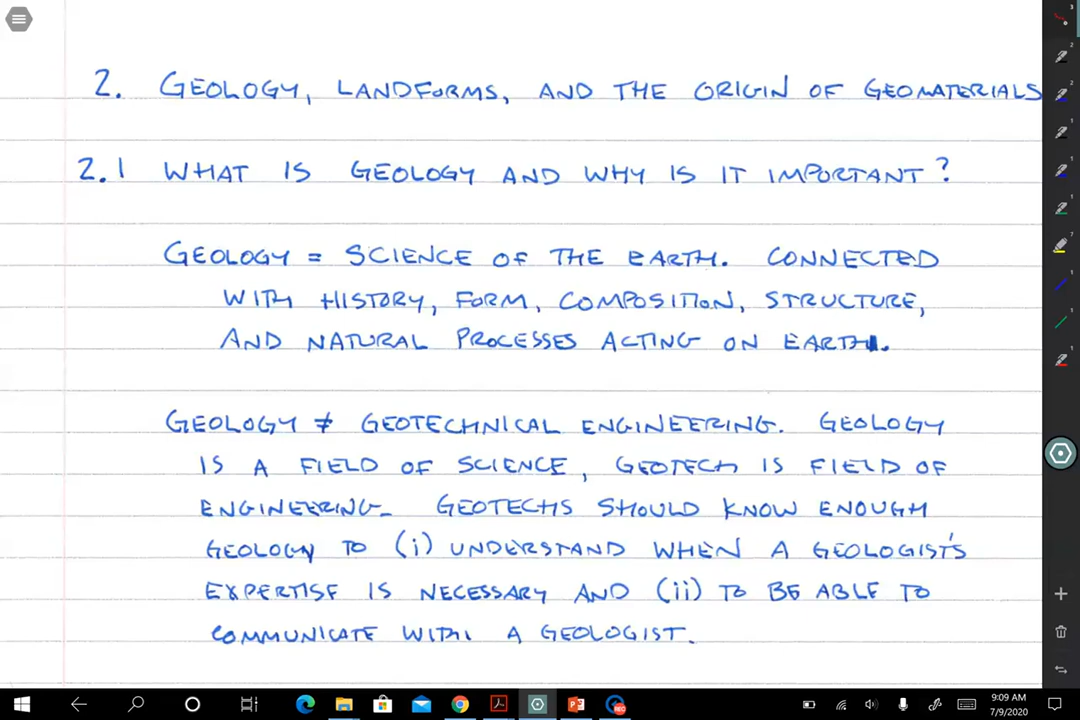 2. GEOLOGY, LANDFORMS, AND THE ORIGIN OF GEOMATERIALS
2.1 WHAT IS GEOLOGY AND WHY IS IT IMPORTANT?
GEOLOGY = SCIENCE OF THE EARTH. CONNECTED
WITH HISTORY, FORM, COMPOSITION, STRUCTURE,
AND NATURAL PROCESSES ACTING ON EARTH.
GEOLOGY ≠ GEOTECHNICAL ENGINEERING. GEOLOGY
IS A FIELD OF SCIENCE, GEOTECH IS FIELD OF
ENGINEERING. GEOTECHS SHOULD KNOW ENOUGH
GEOLOGY TO (i) UNDERSTAND WHEN A GEOLOGIST'S
EXPERTISE IS NECESSARY AND (ii) TO BE ABLE TO
COMMUNICATE WITH A GEOLOGIST.
9:09 AM
7/9/2020